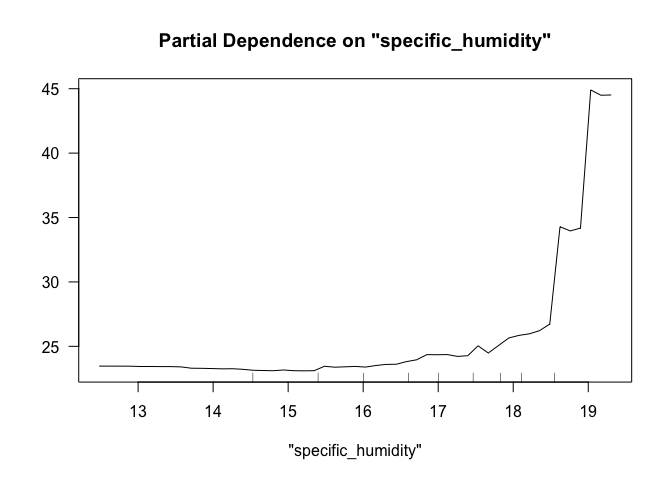 Partial Dependence on "specific_humidity"
45
40
35
30
25
13 14 15 16 17 18 19
"specific_humidity"